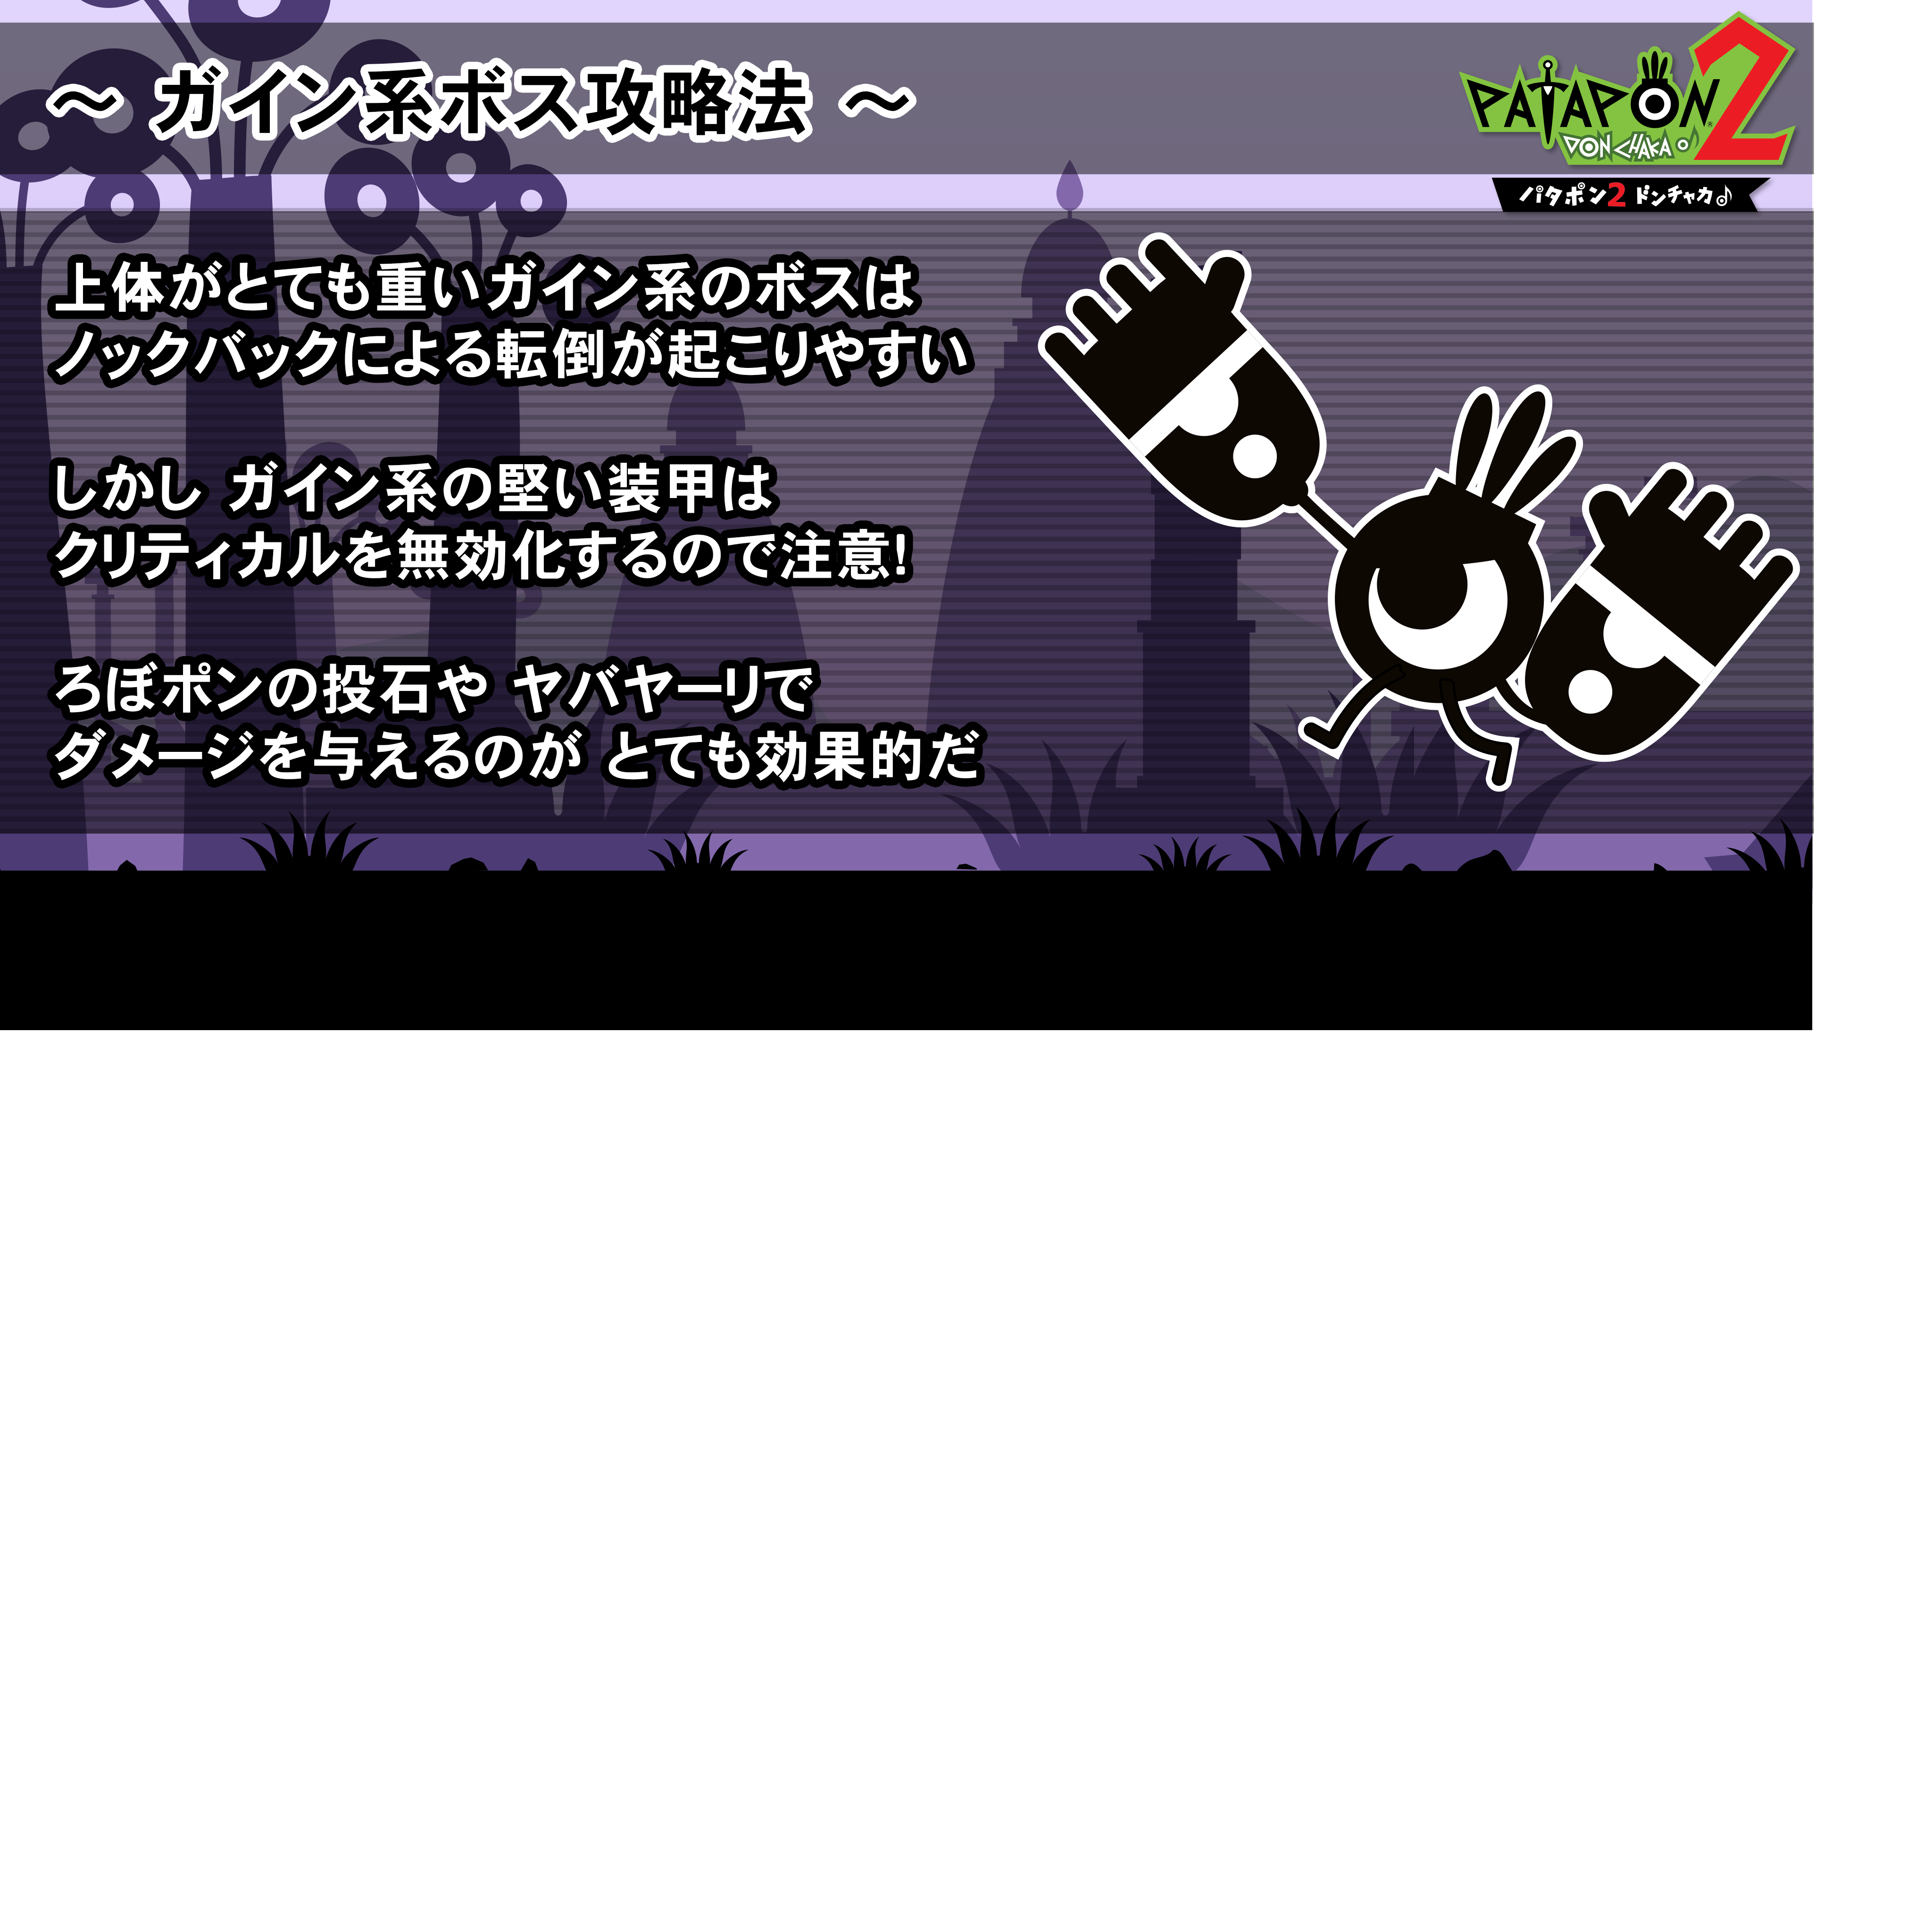 ～ ガイン系ボス攻略法 ～
PATAPON 2
DON CHAKA♪
パタポン2 ドンチャカ♪
上体がとても重いガイン系のボスは
ノックバックによる転倒が起こりやすい
しかし ガイン系の堅い装甲は
クリティカルを無効化するので注意!
ろぼポンの投石や ヤバヤーリで
ダメージを与えるのが とても効果的だ